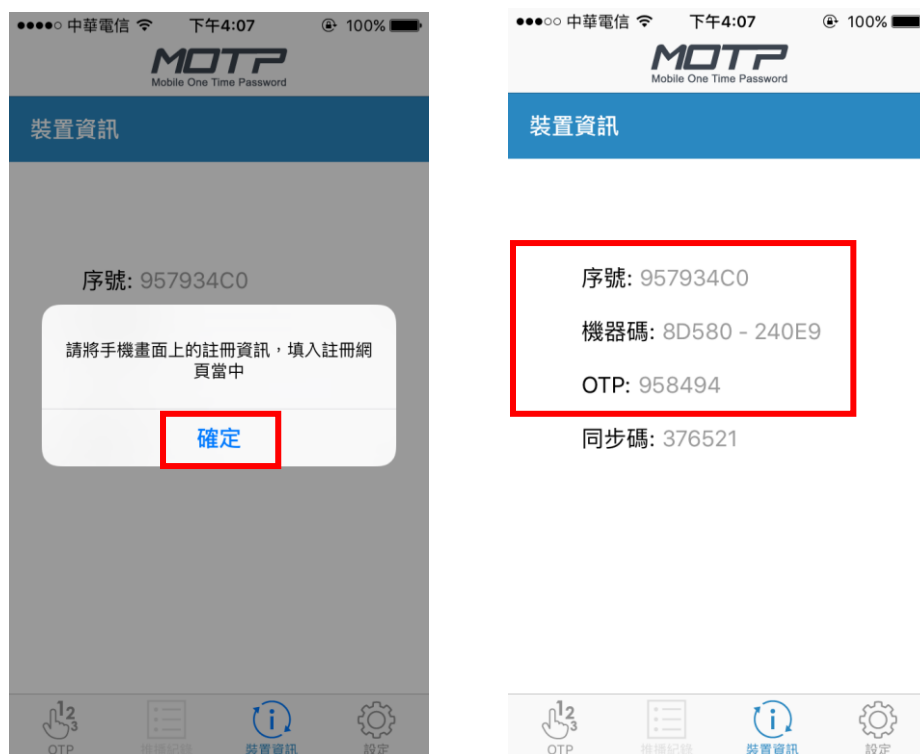 中華電信 下午4:07 100%
MOTP
Mobile One Time Password
裝置資訊
序號: 957934C0
請將手機畫面上的註冊資訊，填入註冊網
頁當中
確定
123
OTP
推播紀錄
裝置資訊
設定
中華電信 下午4:07 100%
MOTP
Mobile One Time Password
裝置資訊
序號: 957934C0
機器碼: 8D580 - 240E9
OTP: 958494
同步碼: 376521
123
OTP
推播紀錄
裝置資訊
設定